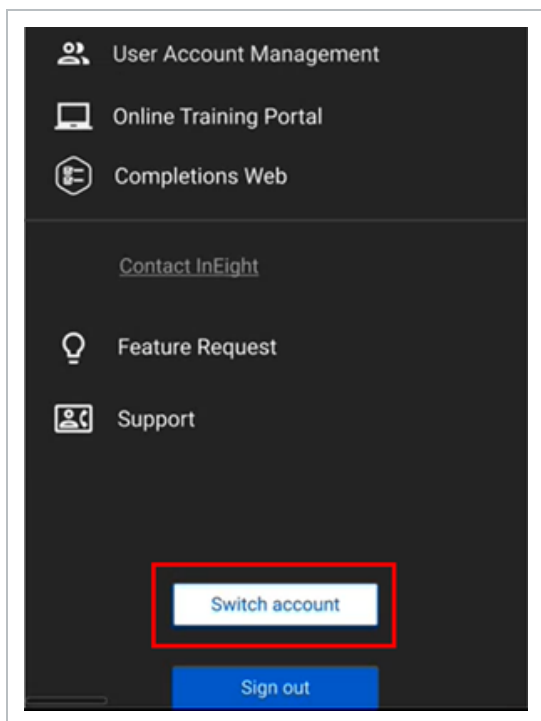 User Account Management
Online Training Portal
Completions Web
Contact InEight
Feature Request
Support
Switch account
Sign out